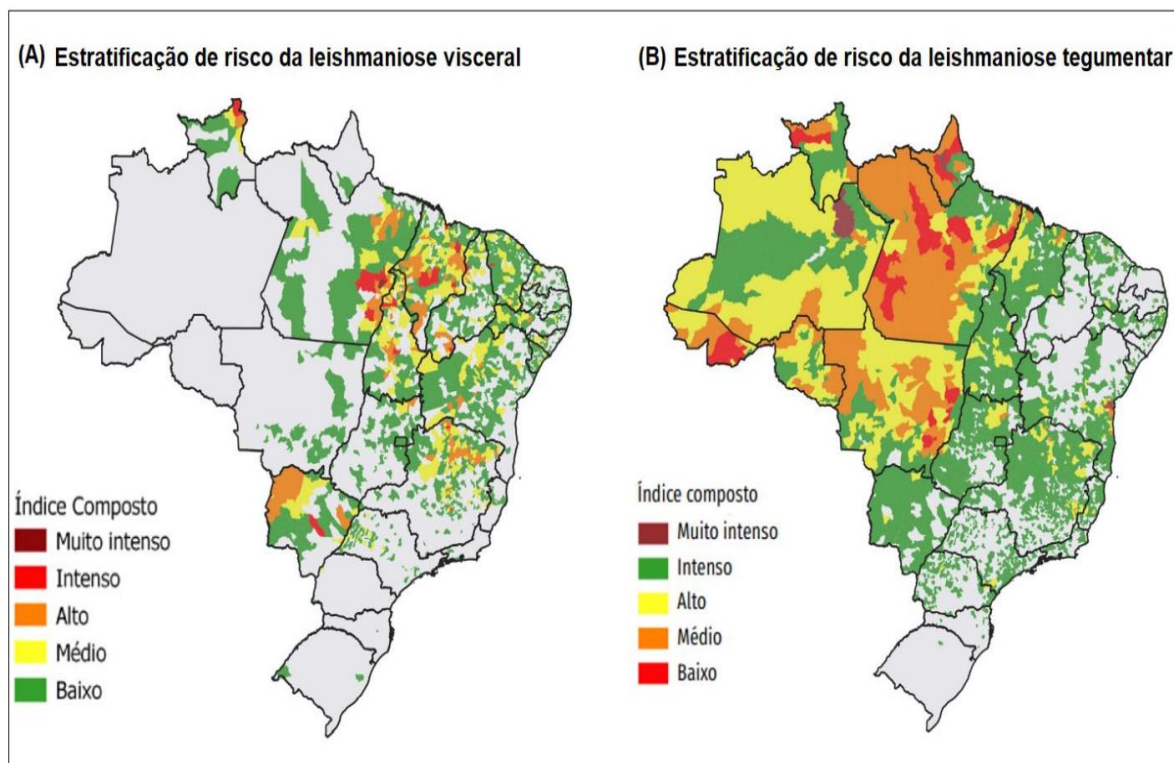 (A) Estratificação de risco da leishmaniose visceral
(B) Estratificação de risco da leishmaniose tegumentar
Índice Composto
Muito intenso
Intenso
Alto
Médio
Baixo
Índice composto
Muito intenso
Intenso
Alto
Médio
Baixo